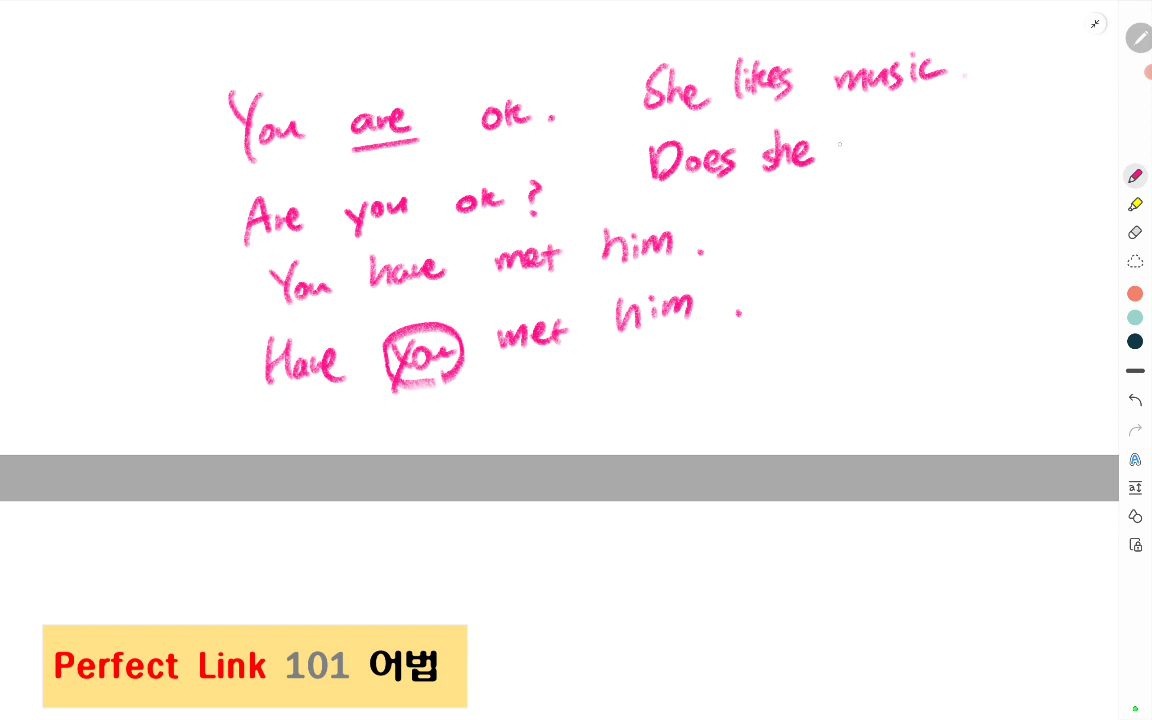 You are ok.
Are you ok?
You have met him.
Have you met him.
She likes music
Does she
Perfect Link 101 어법